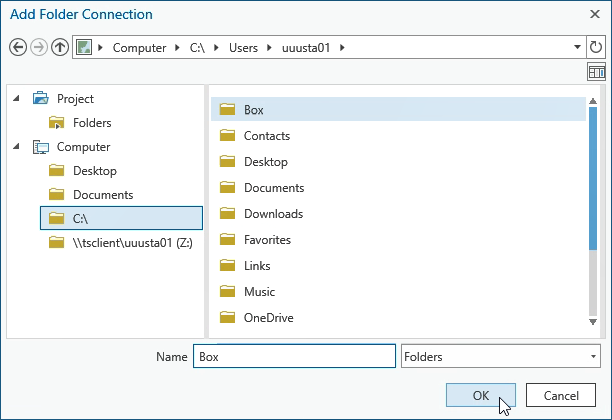 Add Folder Connection
Computer C:\ Users uuusta01
Project
Folders
Computer
Desktop
Documents
C:\
\\tsclient\uuusta01 (Z:)
Box
Contacts
Desktop
Documents
Downloads
Favorites
Links
Music
OneDrive
Name Box Folders
OK Cancel